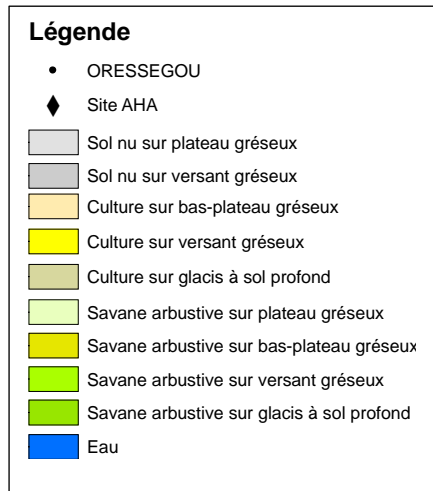 Légende
ORESSEGOU
Site AHA
Sol nu sur plateau gréseux
Sol nu sur versant gréseux
Culture sur bas-plateau gréseux
Culture sur versant gréseux
Culture sur glacis à sol profond
Savane arbustive sur plateau gréseux
Savane arbustive sur bas-plateau gréseux
Savane arbustive sur versant gréseux
Savane arbustive sur glacis à sol profond
Eau